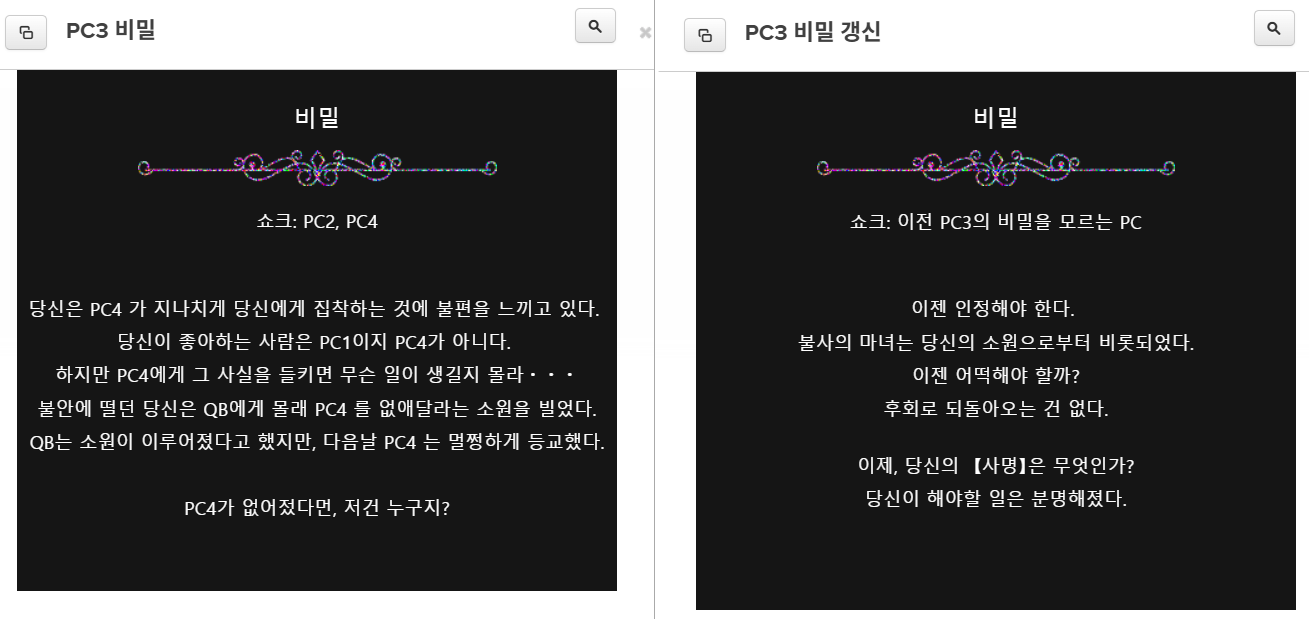 PC3 비밀
비밀
쇼크: PC2, PC4
당신은 PC4 가 지나치게 당신에게 집착하는 것에 불편을 느끼고 있다.
당신이 좋아하는 사람은 PC1이지 PC4가 아니다.
하지만 PC4에게 그 사실을 들키면 무슨 일이 생길지 몰라・・・
불안에 떨던 당신은 QB에게 몰래 PC4 를 없애달라는 소원을 빌었다.
QB는 소원이 이루어졌다고 했지만, 다음날 PC4 는 멀쩡하게 등교했다.
PC4가 없어졌다면, 저건 누구지?
PC3 비밀 갱신
비밀
쇼크: 이전 PC3의 비밀을 모르는 PC
이젠 인정해야 한다.
불사의 마녀는 당신의 소원으로부터 비롯되었다.
이젠 어떡해야 할까?
후회로 되돌아오는 건 없다.
이제, 당신의 【사명】은 무엇인가?
당신이 해야할 일은 분명해졌다.